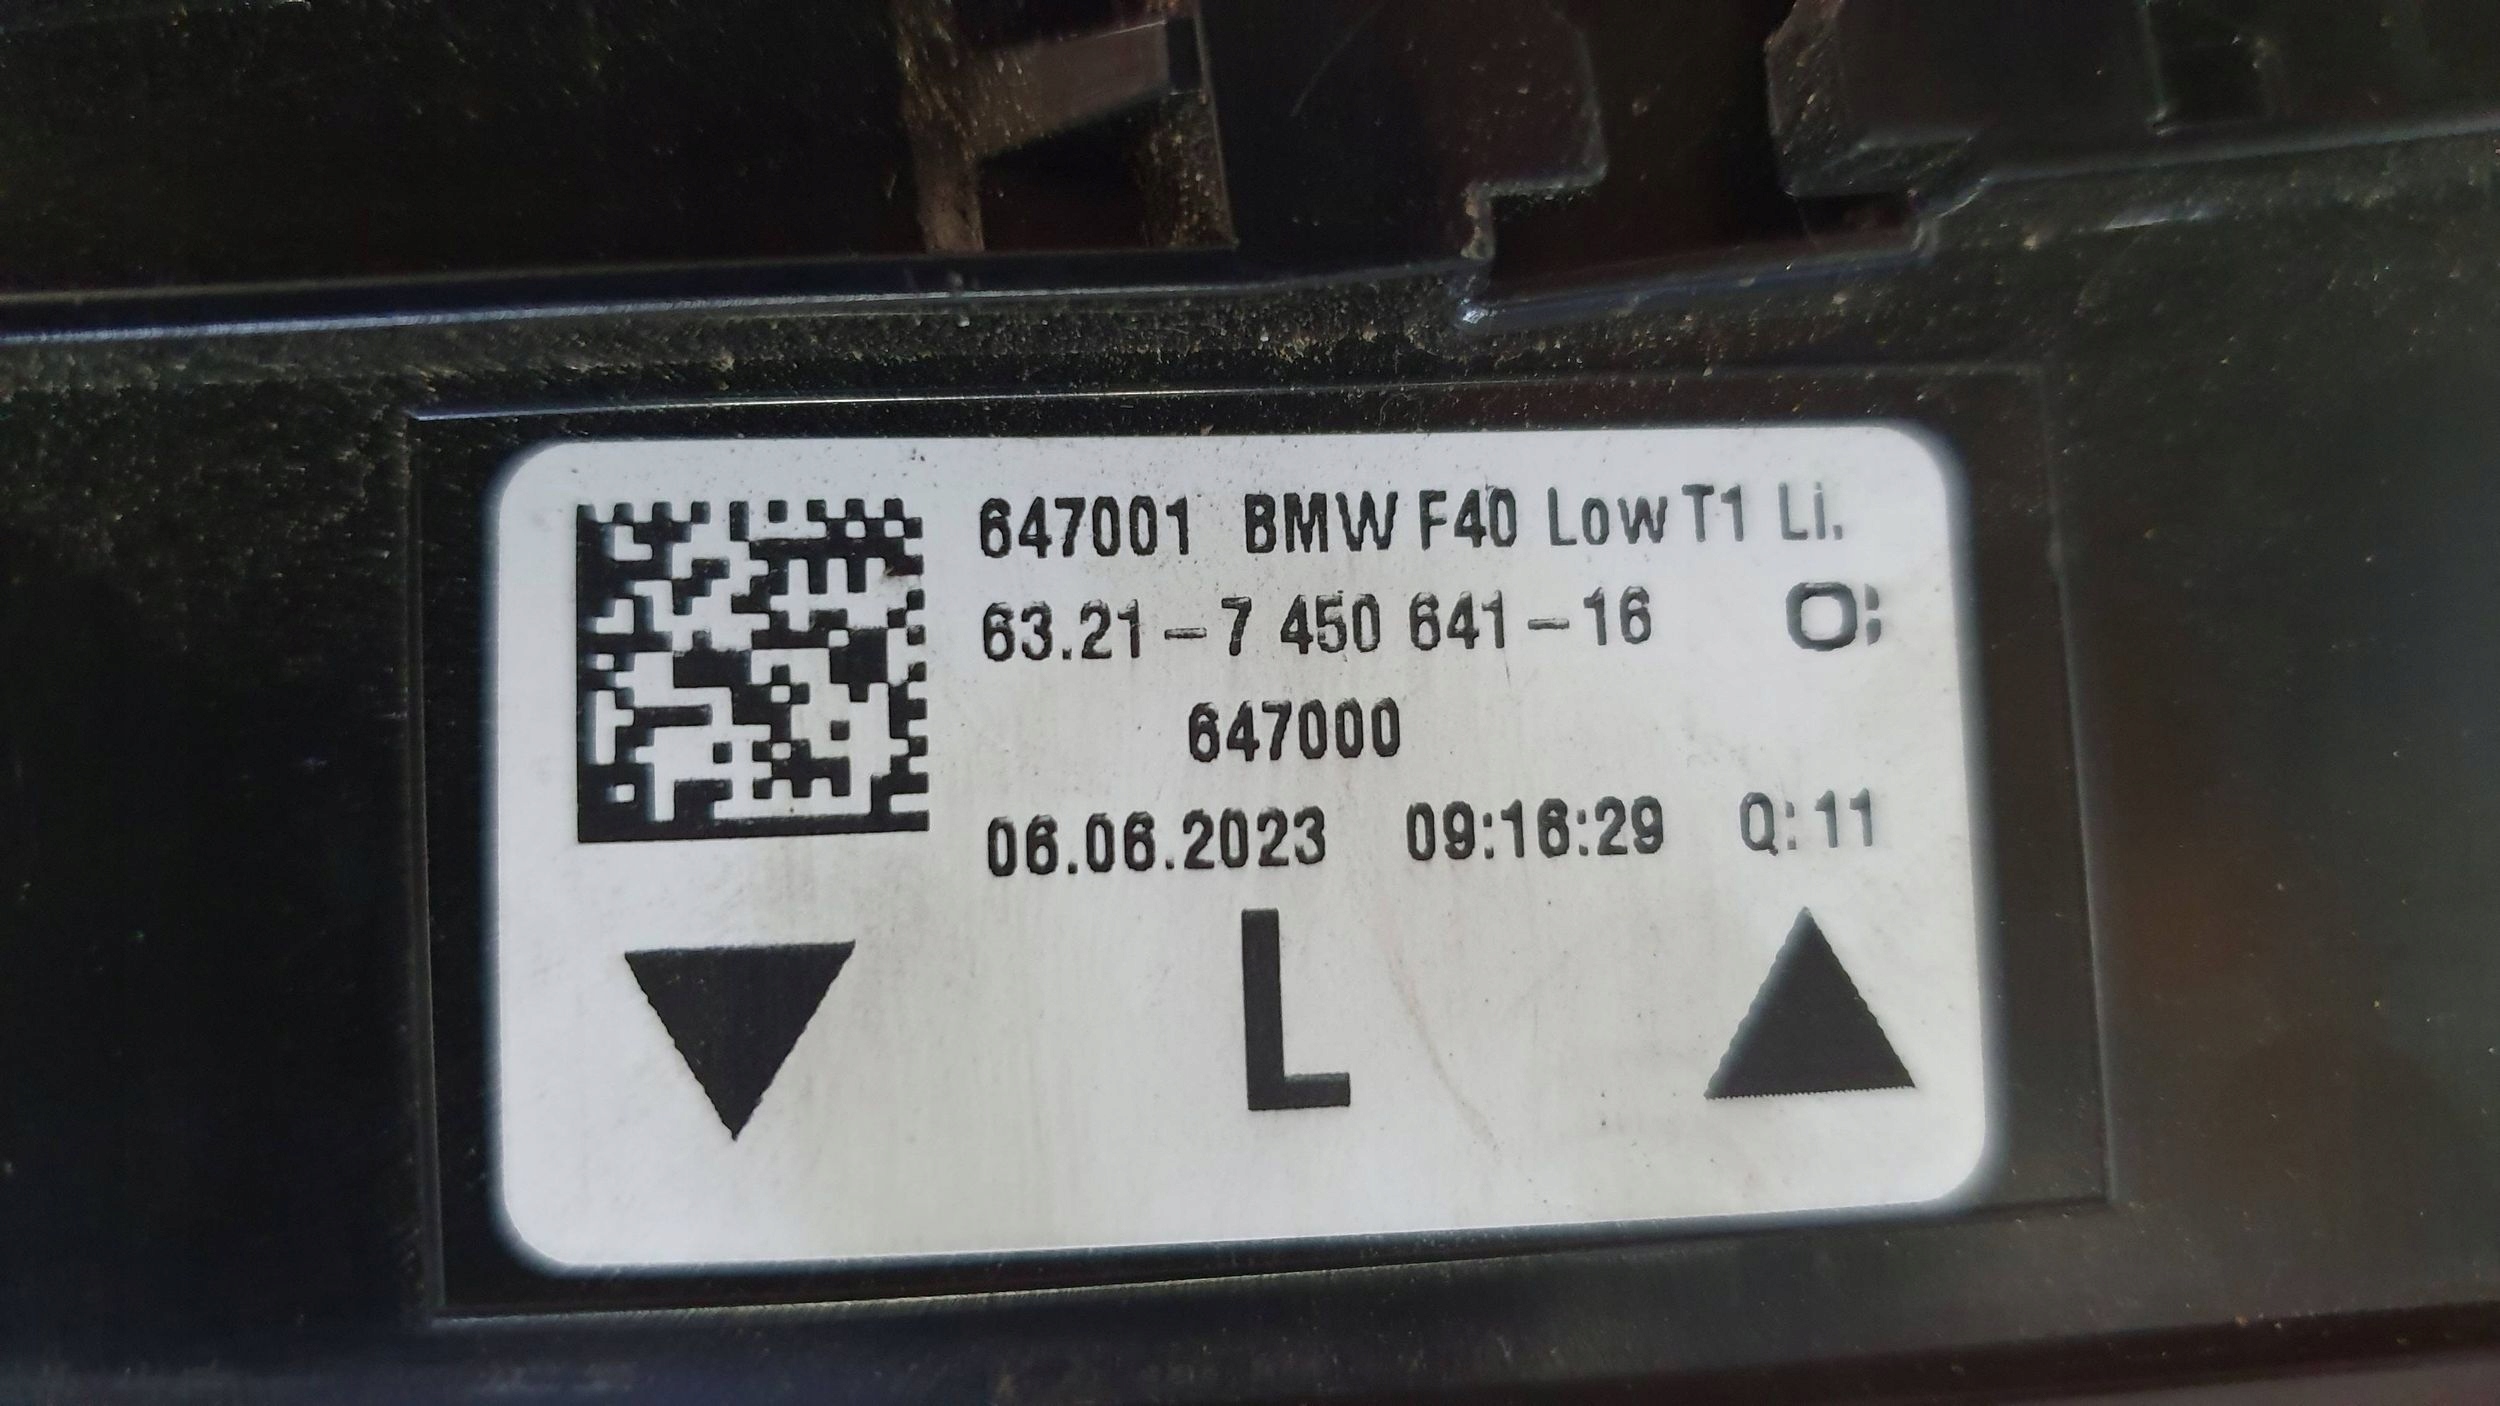 647001 BMW F40 Low T1 Li.
63.21-7 450 641-16 O;
647000
06.06.2023 09:16:29 Q:11
L